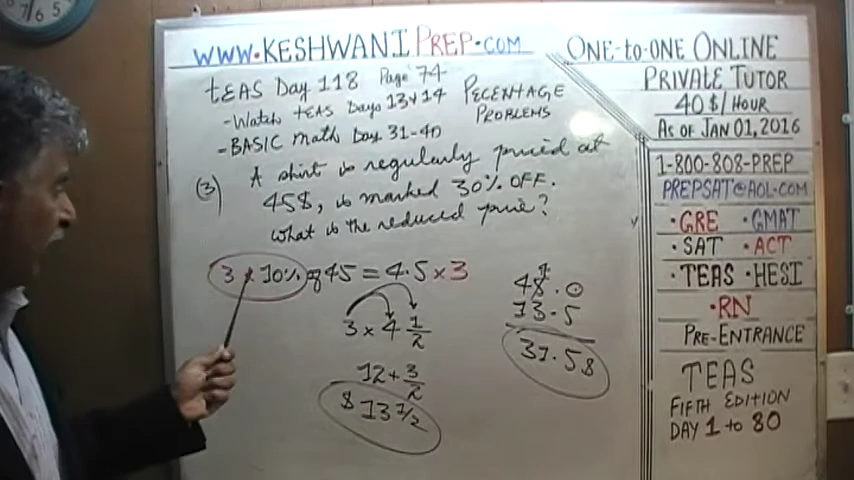 WWW.KESHWANIPREP.COM
TEAS DAY 118 Page 74
-Watch TEAS Days 13&14
PECENTAGE
PROBLEMS
-BASIC Math Day 31-40
(3) A shirt is regularly priced at
45$, is marked 30% OFF.
What is the reduced price?
3 x 10% of 45 = 4.5 x 3
3 x 4 1/2
12 + 3/2
$ 13 1/2
13.5
31.5$
ONE-TO-ONE ONLINE
PRIVATE TUTOR
40$/HOUR
AS OF JAN 01, 2016
1-800-808-PREP
PREPSAT@AOL.COM
•GRE •GMAT
•SAT •ACT
•TEAS •HESI
•RN
PRE-ENTRANCE
TEAS
FIFTH EDITION
DAY 1 to 80
7 6 5